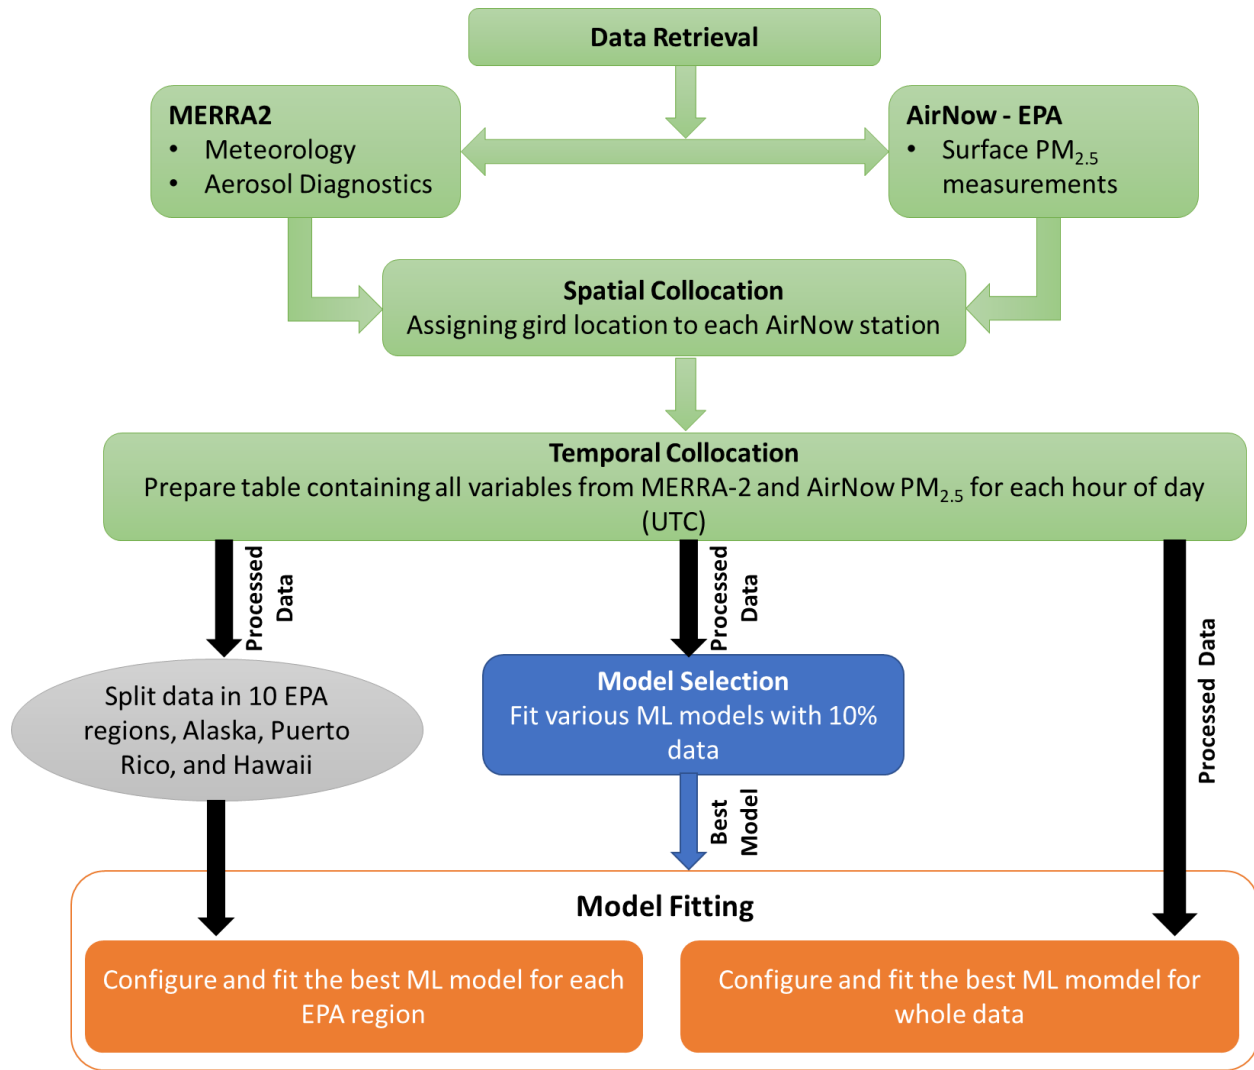 Data Retrieval
MERRA2
• Meteorology
• Aerosol Diagnostics
AirNow - EPA
• Surface PM2.5
measurements
Spatial Collocation
Assigning gird location to each AirNow station
Temporal Collocation
Prepare table containing all variables from MERRA-2 and AirNow PM2.5 for each hour of day
(UTC)
Processed
Data
Processed
Data
Processed Data
Split data in 10 EPA
regions, Alaska, Puerto
Rico, and Hawaii
Model Selection
Fit various ML models with 10%
data
Best
Model
Model Fitting
Configure and fit the best ML model for each
EPA region
Configure and fit the best ML momdel for
whole data